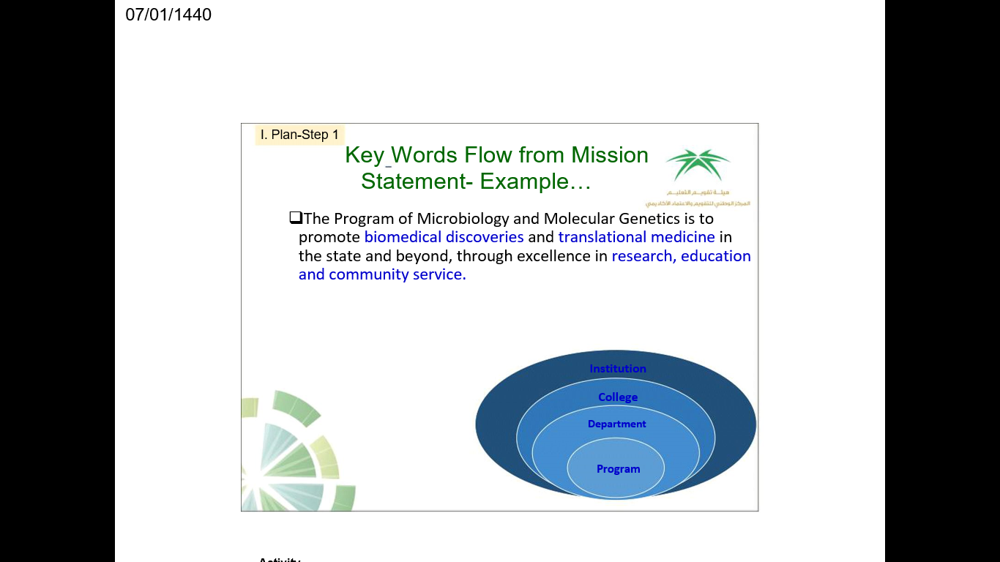 07/01/1440
I. Plan-Step 1
Key Words Flow from Mission
Statement- Example…
هيئة تقويم التعليم
المركز الوطني للتقويم والاعتماد الأكاديمي
❑The Program of Microbiology and Molecular Genetics is to
promote biomedical discoveries and translational medicine in
the state and beyond, through excellence in research, education
and community service.
Institution
College
Department
Program
Activity